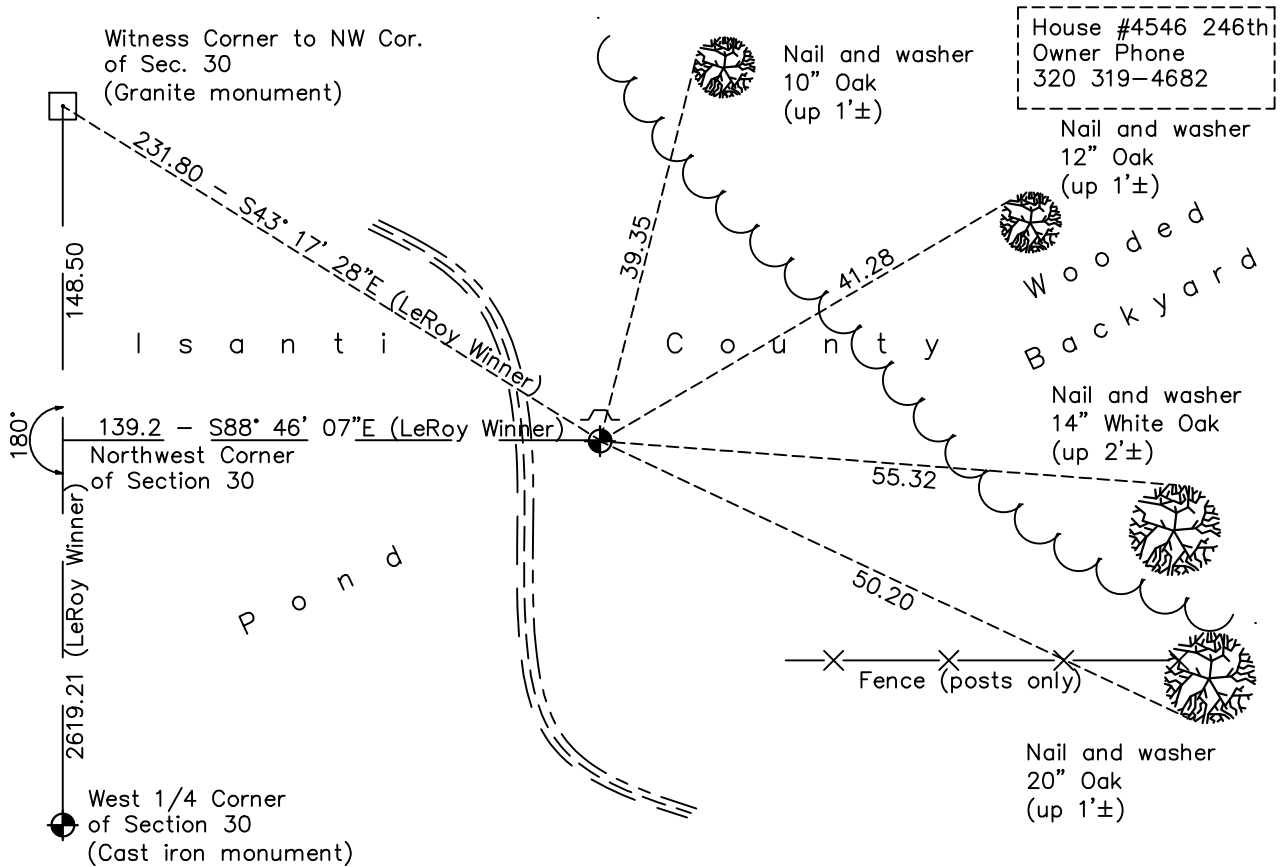 Witness Corner to NW Cor.
of Sec. 30
(Granite monument)
House #4546 246th
Owner Phone
320 319-4682
Nail and washer
10" Oak
(up 1'±)
Nail and washer
12" Oak
(up 1'±)
231.80 - S43° 17' 28"E (LeRoy Winner)
148.50
39.35
41.28
Wooded
Backyard
Isanti County
Nail and washer
14" White Oak
(up 2'±)
180°
139.2 - S88° 46' 07"E (LeRoy Winner)
Northwest Corner
of Section 30
55.32
2619.21 (LeRoy Winner)
Pond
50.20
Fence (posts only)
Nail and washer
20" Oak
(up 1'±)
West 1/4 Corner
of Section 30
(Cast iron monument)